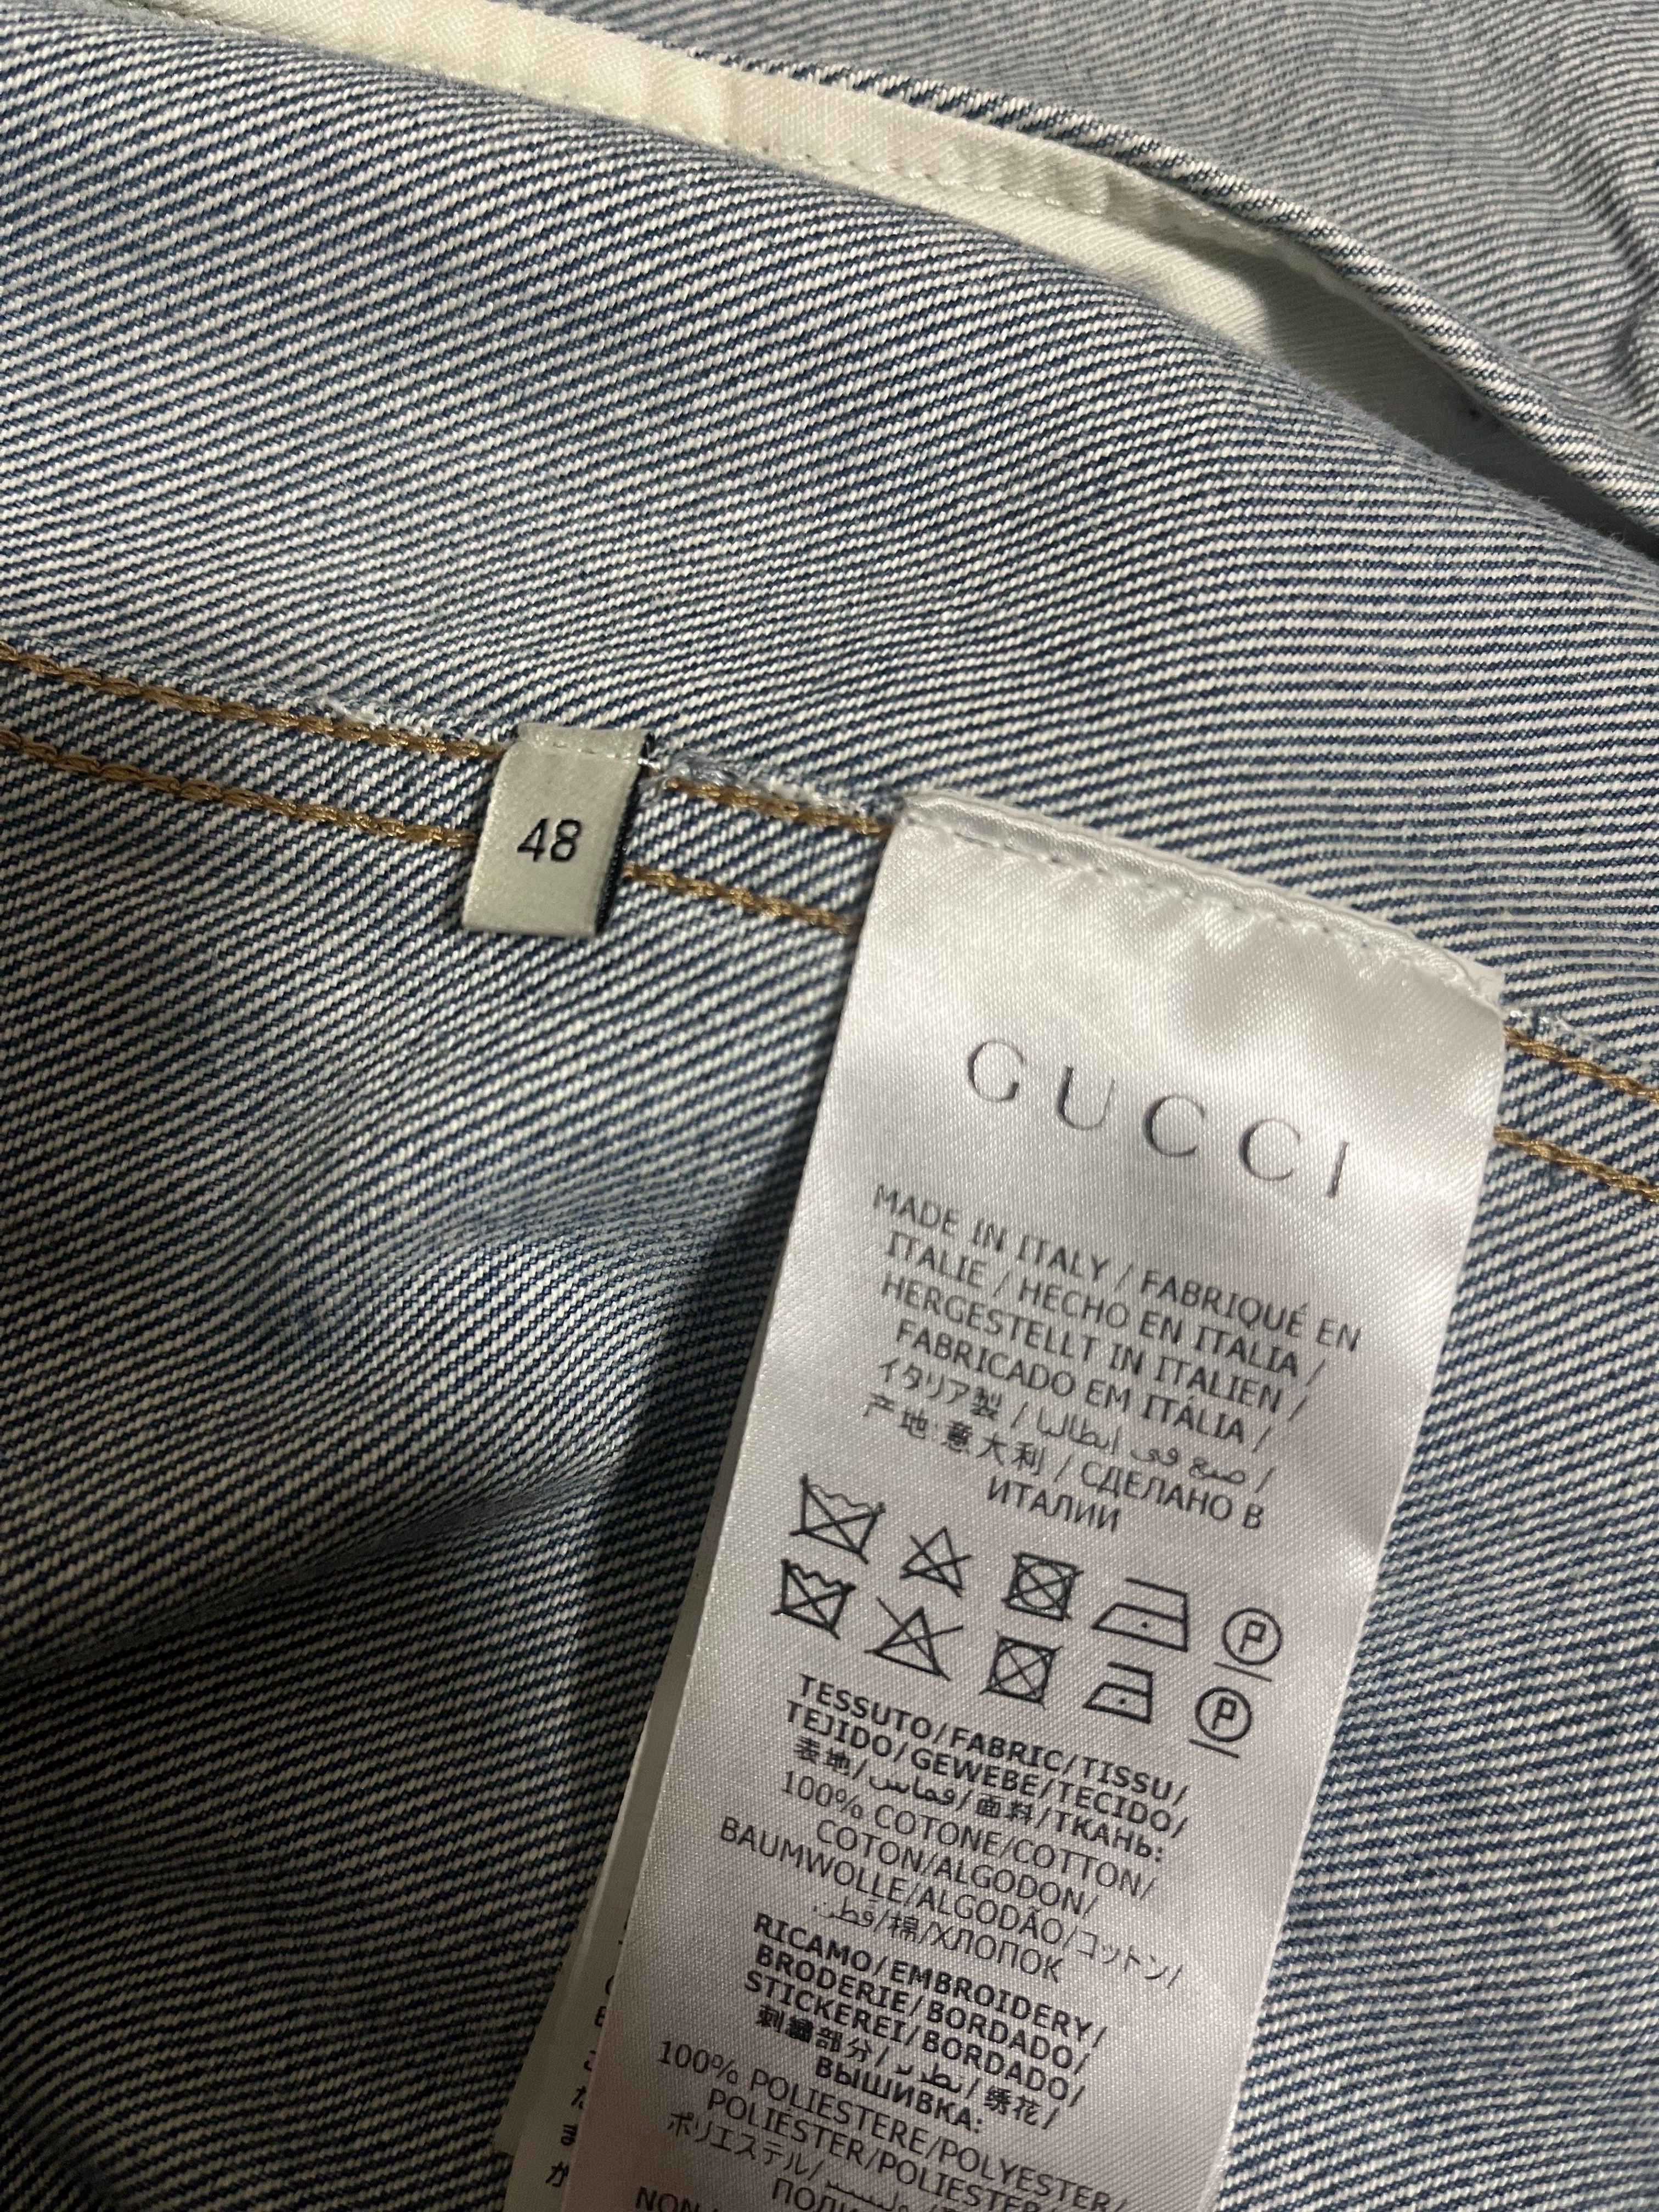 48
GUCCI
MADE IN ITALY / FABRIQUÉ EN
ITALIE / HECHO EN ITALIA /
HERGESTELLT IN ITALIEN /
FABRICADO EM ITÁLIA /
イタリア製 / صنع في إيطاليا /
产地:意大利 / СДЕЛАНО В
ИТАЛИИ
P
P
TESSUTO/FABRIC/TISSU/
TEJIDO/GEWEBE/TECIDO/
表地/قماش/面料/ТКАНЬ:
100% COTONE/COTTON/
COTON/ALGODON/
BAUMWOLLE/ALGODÃO/コットン/
قطن/棉/ХЛОПОК
RICAMO/EMBROIDERY/
BRODERIE/BORDADO/
STICKEREI/BORDADO/
刺繍部分/تطريز/绣花/
ВЫШИВКА:
100% POLIESTERE/POLYESTER/
POLIESTER/POLIESTER
ポリエステル/
NON